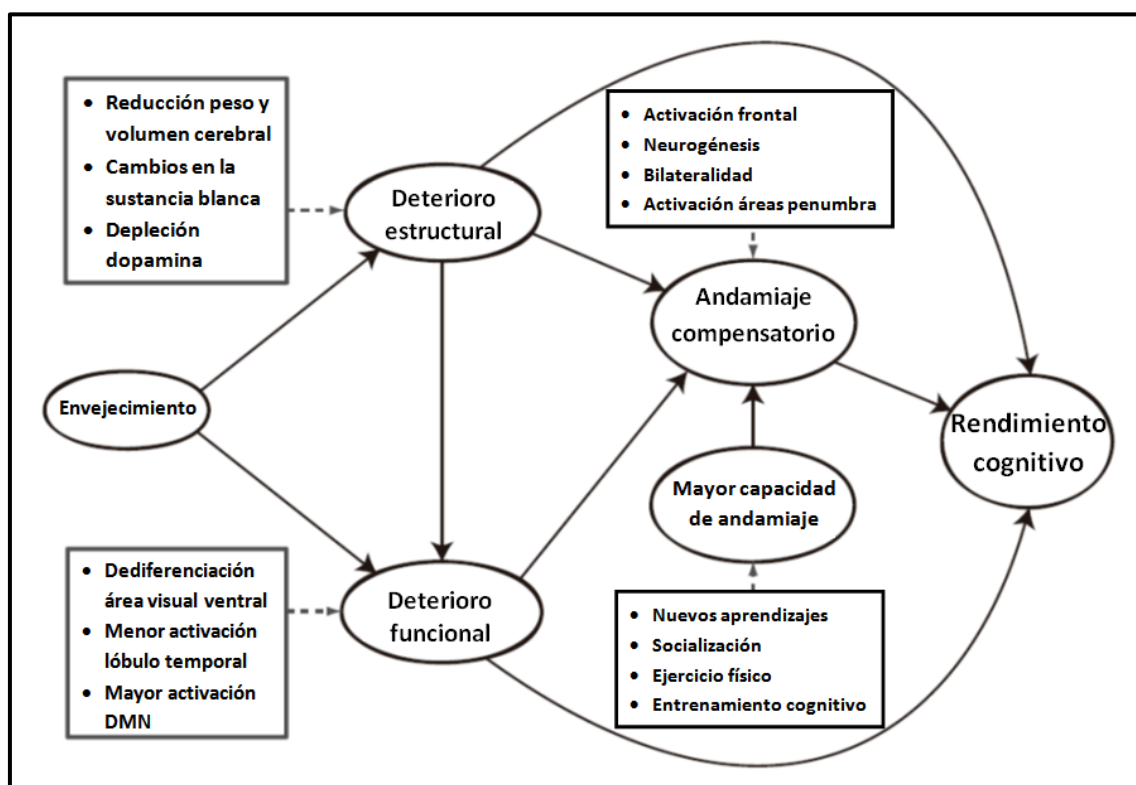 • Reducción peso y
volumen cerebral
• Cambios en la
sustancia blanca
• Depleción
dopamina
Deterioro
estructural
• Activación frontal
• Neurogénesis
• Bilateralidad
• Activación áreas penumbra
Andamiaje
compensatorio
Envejecimiento
Rendimiento
cognitivo
Mayor capacidad
de andamiaje
• Dediferenciación
área visual ventral
• Menor activación
lóbulo temporal
• Mayor activación
DMN
Deterioro
funcional
• Nuevos aprendizajes
• Socialización
• Ejercicio físico
• Entrenamiento cognitivo